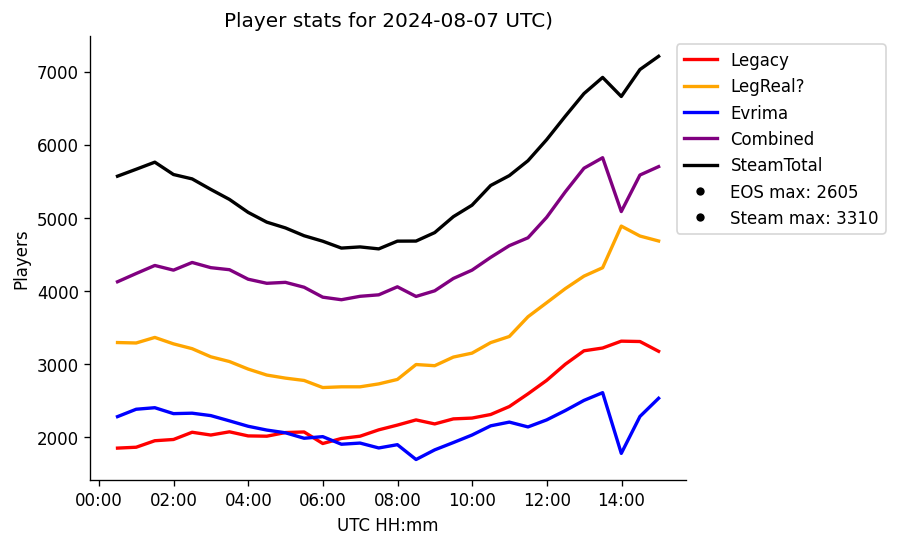 Player stats for 2024-08-07 UTC)
7000
6000
5000
4000
3000
2000
Players
00:00 02:00 04:00 06:00 08:00 10:00 12:00 14:00
UTC HH:mm
Legacy
LegReal?
Evrima
Combined
SteamTotal
EOS max: 2605
Steam max: 3310